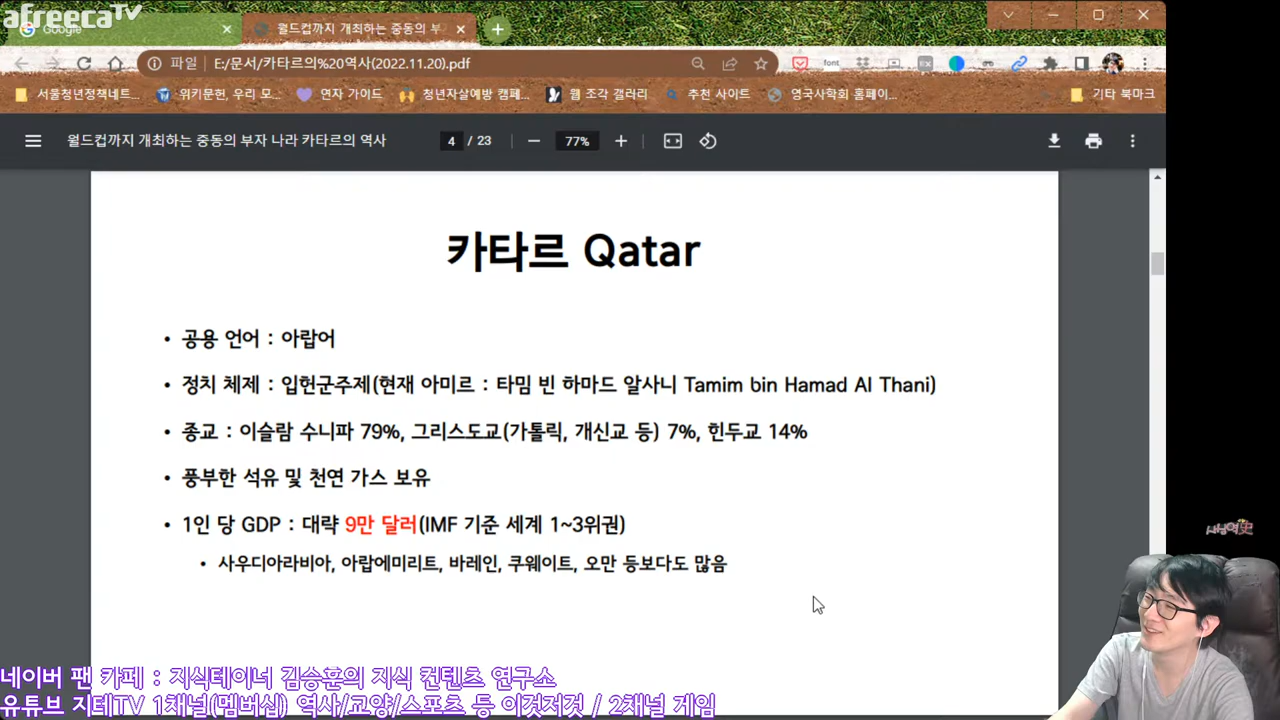 afreecaTV
Google
월드컵까지 개최하는 중동의 부
파일 E:/문서/카타르의%20역사(2022.11.20).pdf
font
서울청년정책네트... 위키문헌, 우리 모... 연자 가이드 청년자살예방 캠페... 웹 조각 갤러리 추천 사이트 영국사학회 홈페이... 기타 북마크
월드컵까지 개최하는 중동의 부자 나라 카타르의 역사 4 / 23 77%
카타르 Qatar
• 공용 언어 : 아랍어
• 정치 체제 : 입헌군주제(현재 아미르 : 타밈 빈 하마드 알사니 Tamim bin Hamad Al Thani)
• 종교 : 이슬람 수니파 79%, 그리스도교(가톨릭, 개신교 등) 7%, 힌두교 14%
• 풍부한 석유 및 천연 가스 보유
• 1인 당 GDP : 대략 9만 달러(IMF 기준 세계 1~3위권)
• 사우디아라비아, 아랍에미리트, 바레인, 쿠웨이트, 오만 등보다도 많음
네이버 팬 카페 : 지식테이너 김승훈의 지식 컨텐츠 연구소
유튜브 지테TV 1채널(멤버십) 역사/교양/스포츠 등 이것저것 / 2채널 게임